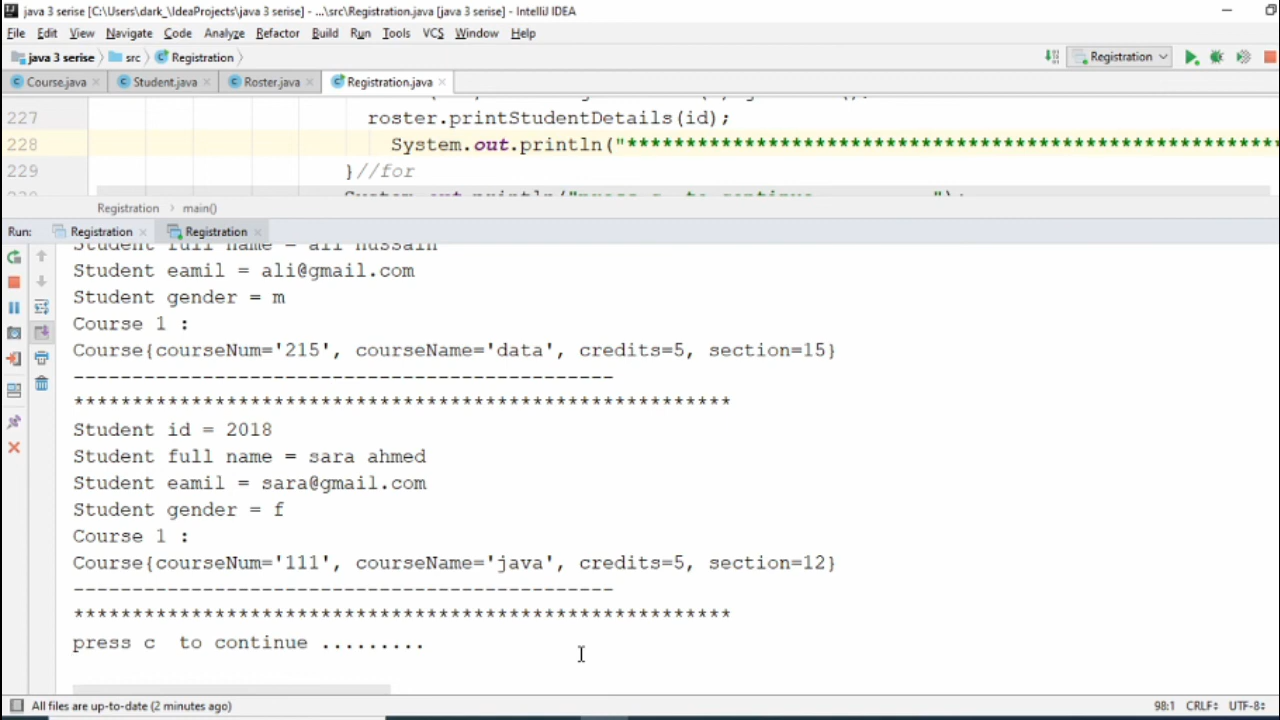 java 3 serise [C:\Users\dark_\IdeaProjects\java 3 serise] - ...\src\Registration.java [java 3 serise] - IntelliJ IDEA
File Edit View Navigate Code Analyze Refactor Build Run Tools VCS Window Help
java 3 serise src Registration Registration
Course.java Student.java Roster.java Registration.java
227 roster.printStudentDetails(id);
228 System.out.println("********************************************************
229 }//for
Registration main()
Run: Registration Registration
Student full name = ali hussain
Student eamil = ali@gmail.com
Student gender = m
Course 1 :
Course{courseNum='215', courseName='data', credits=5, section=15}
----------------------------------------------
********************************************************
Student id = 2018
Student full name = sara ahmed
Student eamil = sara@gmail.com
Student gender = f
Course 1 :
Course{courseNum='111', courseName='java', credits=5, section=12}
----------------------------------------------
********************************************************
press c  to continue .........
All files are up-to-date (2 minutes ago) 98:1 CRLF UTF-8